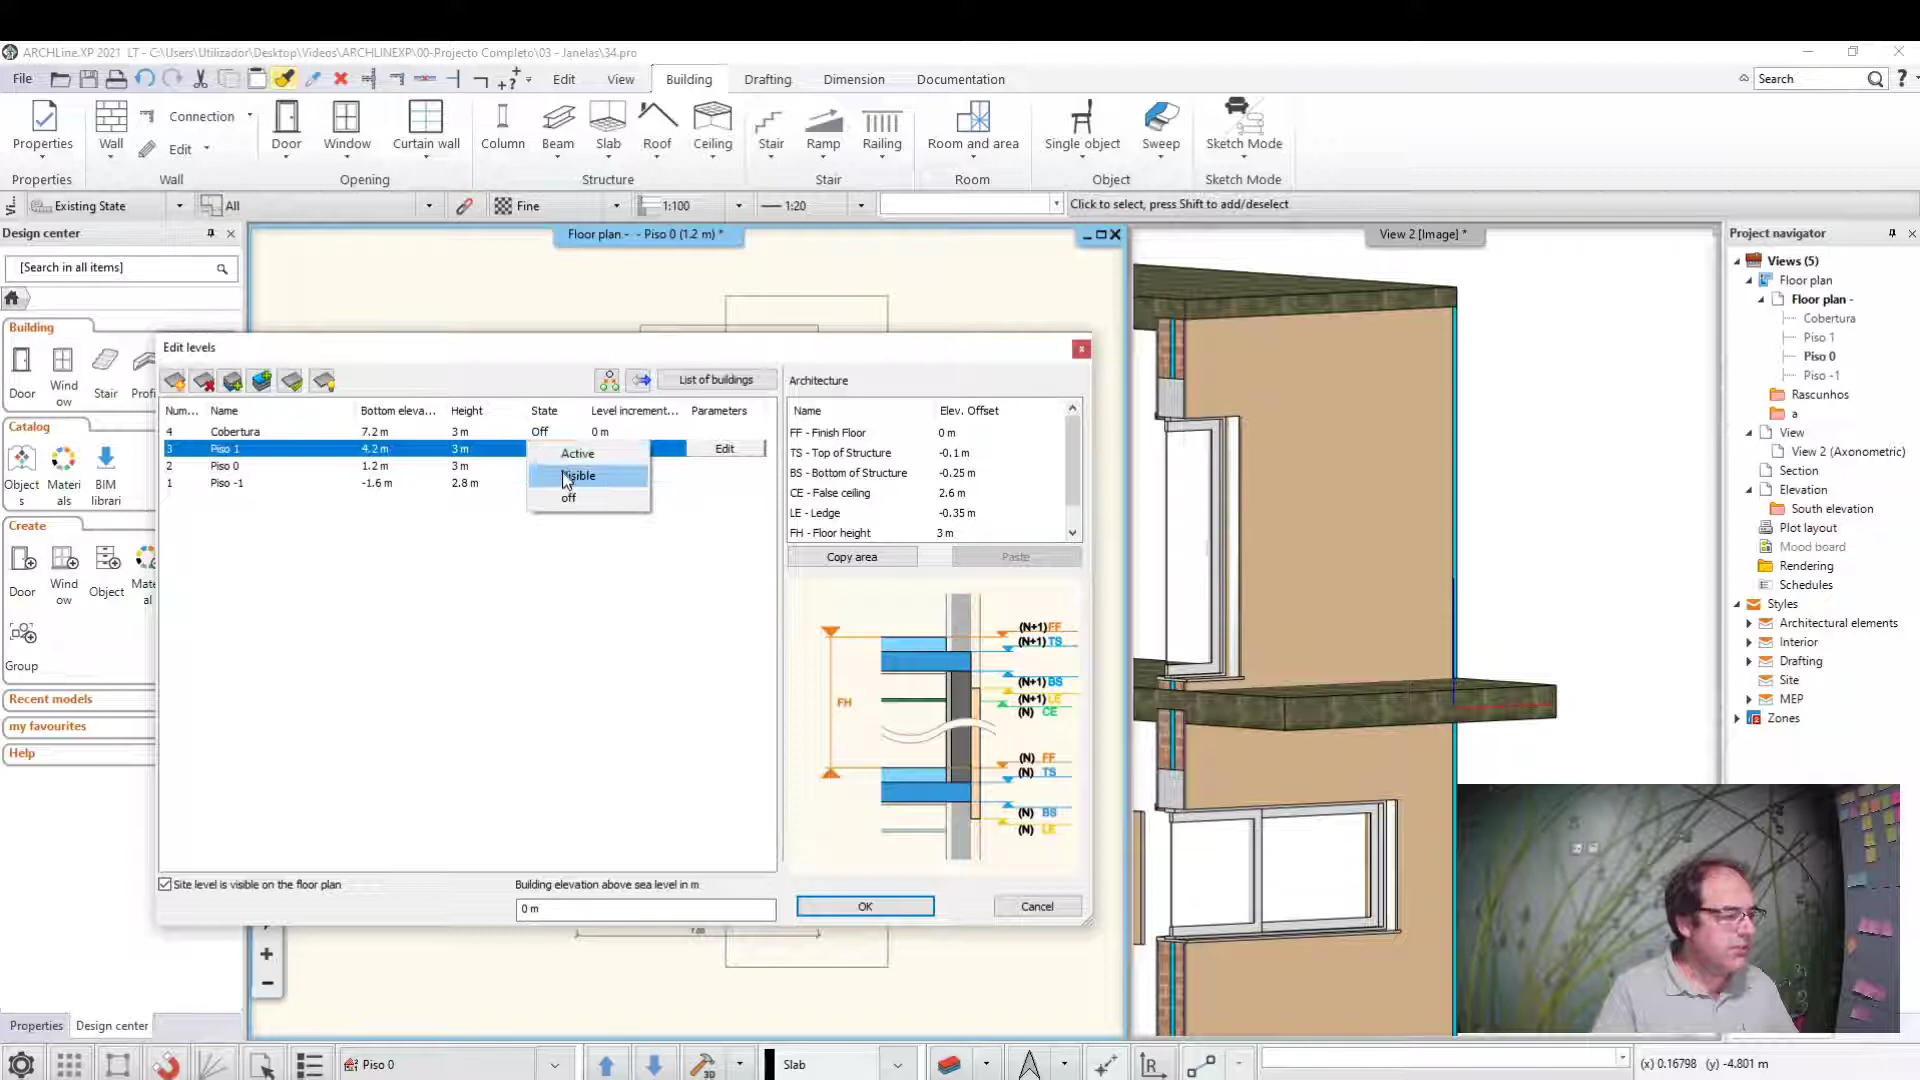 ARCHLine.XP 2021 LT - C:\Users\Utilizador\Desktop\Videos\ARCHLINEXP\00-Projecto Completo\03 - Janelas\34.pro
File Edit View Building Drafting Dimension Documentation Search
Properties Wall Connection Edit Door Window Curtain wall Column Beam Slab Roof Ceiling Stair Ramp Railing Room and area Single object Sweep Sketch Mode
Properties Wall Opening Structure Stair Room Object Sketch Mode
Existing State All Fine 1:100 1:20 Click to select, press Shift to add/deselect
Design center
[Search in all items]
Building
Door
Wind
ow
Stair
Profi
Catalog
Object
s
Materi
als
BIM
librari
Create
Door
Wind
ow
Object
Mate
al
Group
Recent models
my favourites
Help
Properties Design center
Floor plan - - Piso 0 (1.2 m) *
View 2 [Image] *
Edit levels
List of buildings
Num... Name Bottom eleva... Height State Level increment... Parameters
4 Cobertura 7.2 m 3 m Off 0 m
3 Piso 1 4.2 m 3 m Edit
2 Piso 0 1.2 m 3 m
1 Piso -1 -1.6 m 2.8 m
Active
off
Site level is visible on the floor plan
Building elevation above sea level in m
0 m
Architecture
Name Elev. Offset
FF - Finish Floor 0 m
TS - Top of Structure -0.1 m
BS - Bottom of Structure -0.25 m
CE - False ceiling 2.6 m
LE - Ledge -0.35 m
FH - Floor height 3 m
Copy area Paste
(N+1) FF
(N+1) TS
(N+1) BS
FH
(N+1) LE
(N) CE
(N) FF
(N) TS
(N) BS
(N) LE
OK Cancel
Project navigator
Views (5)
Floor plan
Floor plan -
Cobertura
Piso 1
Piso 0
Piso -1
Rascunhos
a
View
View 2 (Axonometric)
Section
Elevation
South elevation
Plot layout
Mood board
Rendering
Schedules
Styles
Architectural elements
Interior
Drafting
Site
MEP
Zones
Piso 0 3D Slab (x) 0.16798 (y) -4.801 m